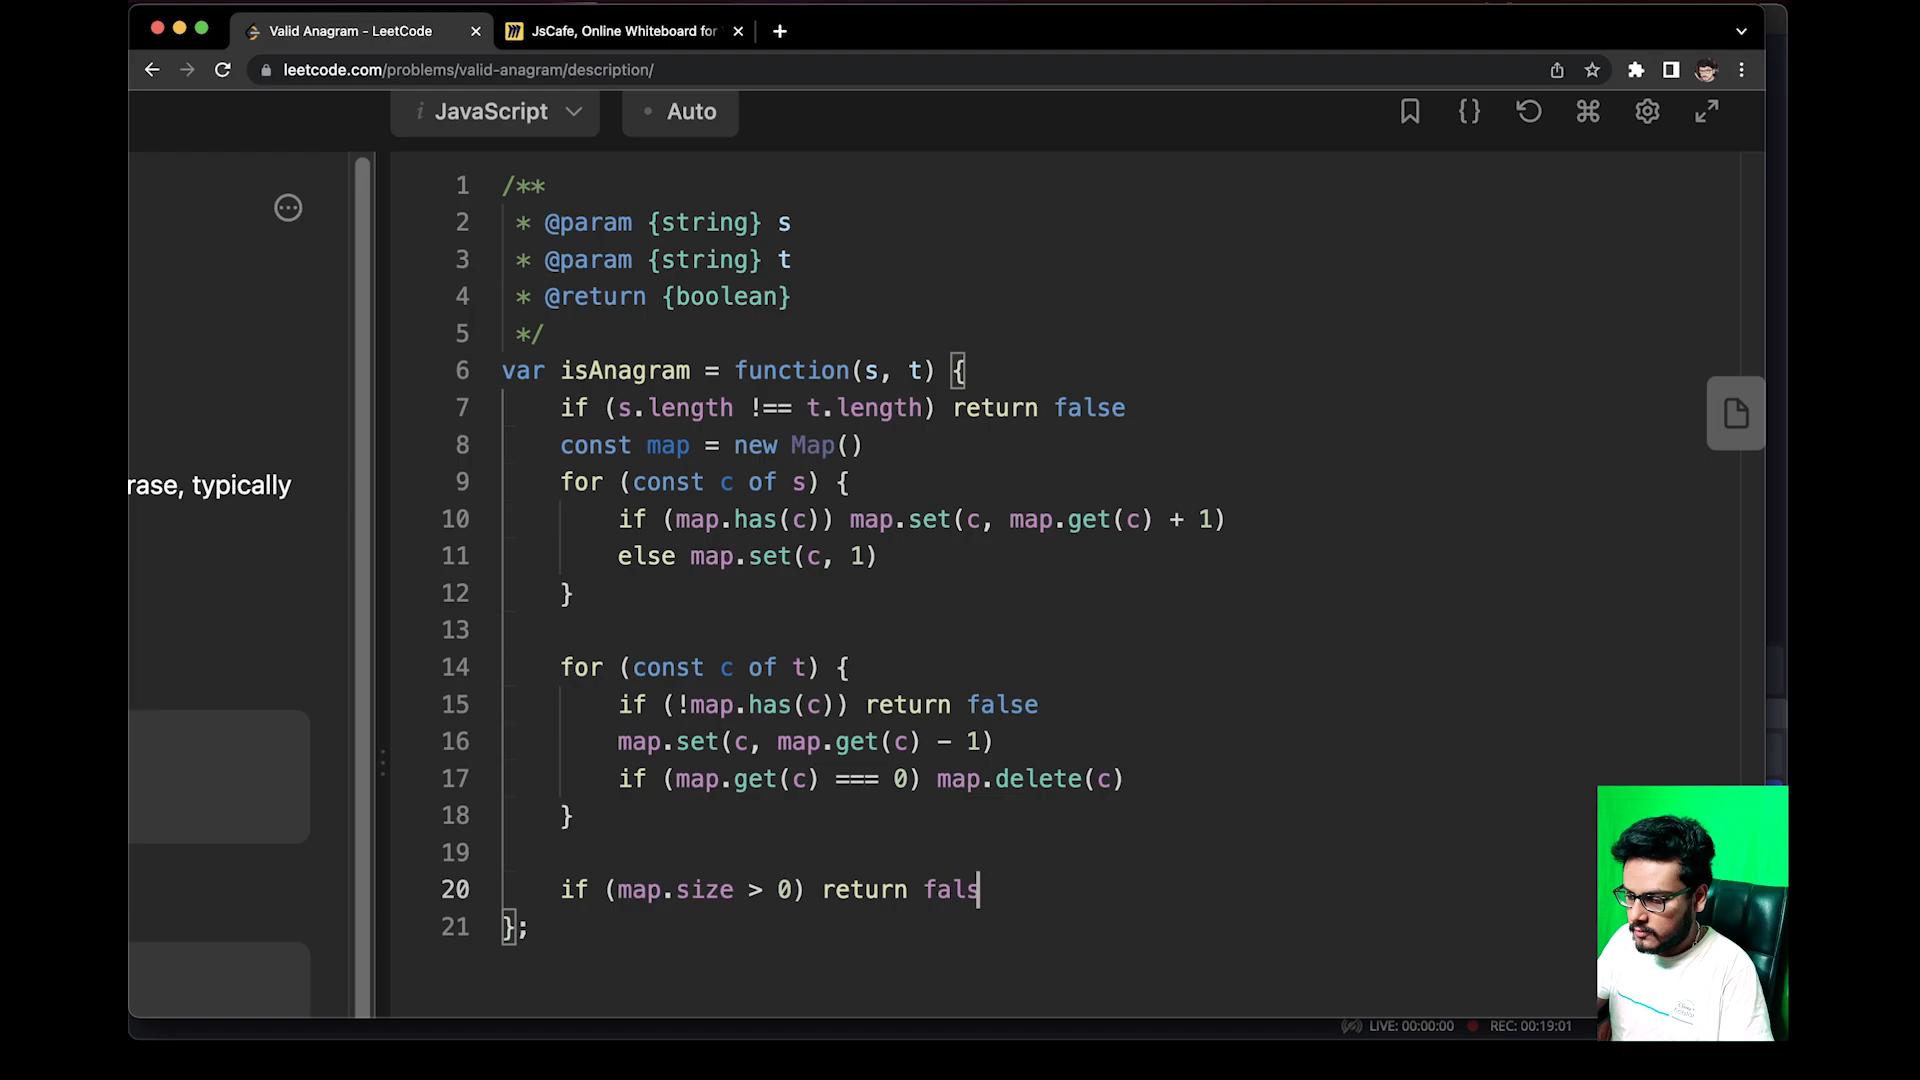 Valid Anagram - LeetCode
JsCafe, Online Whiteboard for
leetcode.com/problems/valid-anagram/description/
i JavaScript
Auto
rase, typically
1 /**
2 * @param {string} s
3 * @param {string} t
4 * @return {boolean}
5 */
6 var isAnagram = function(s, t) {
7 if (s.length !== t.length) return false
8 const map = new Map()
9 for (const c of s) {
10 if (map.has(c)) map.set(c, map.get(c) + 1)
11 else map.set(c, 1)
12 }
13
14 for (const c of t) {
15 if (!map.has(c)) return false
16 map.set(c, map.get(c) - 1)
17 if (map.get(c) === 0) map.delete(c)
18 }
19
20 if (map.size > 0) return fals
21 };
LIVE: 00:00:00 REC: 00:19:01